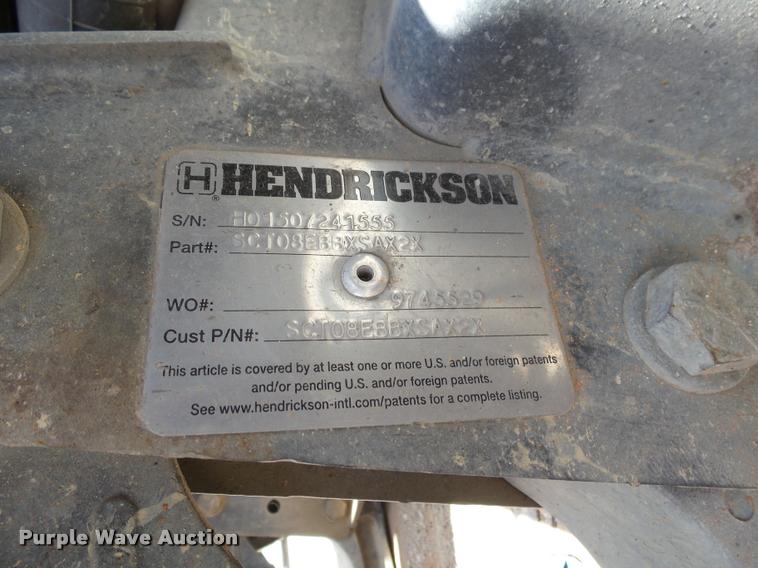 H HENDRICKSON
®
S/N: H01507241555
Part#: SCT08EBBXSAX2X
WO#: 9745529
Cust P/N#: SCT08EBBXSAX2X
This article is covered by at least one or more U.S. and/or foreign patents
and/or pending U.S. and/or foreign patents.
See www.hendrickson-intl.com/patents for a complete listing.
Purple Wave Auction